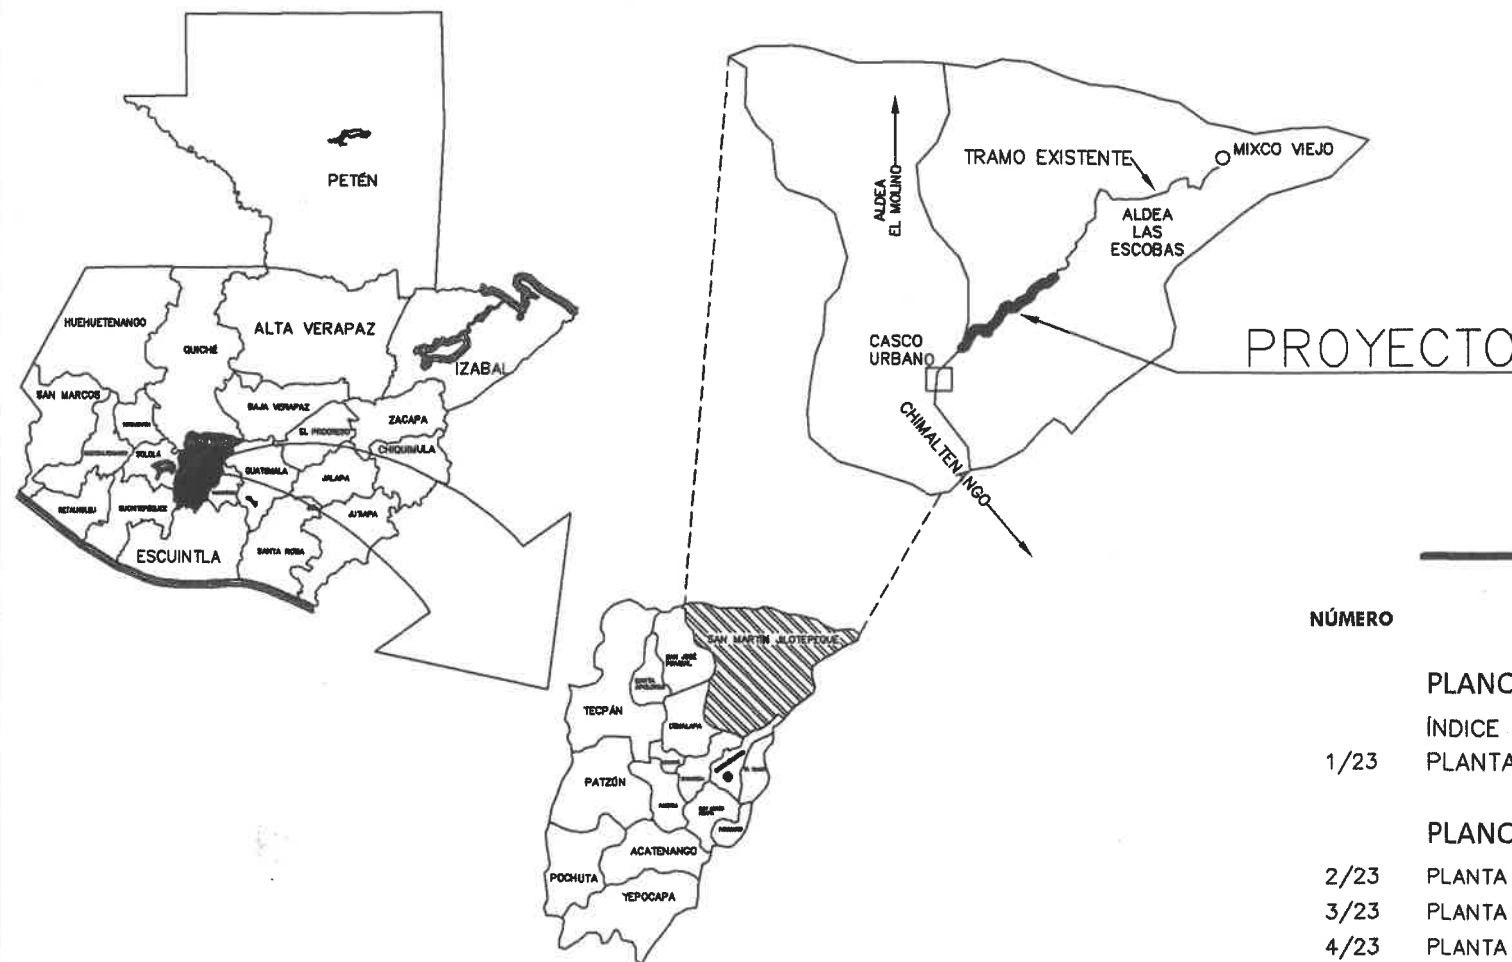 PETÉN
HUEHUETENANGO
ALTA VERAPAZ
QUICHÉ
IZABAL
SAN MARCOS
BAJA VERAPAZ
ZACAPA
EL PROGRESO
CHIQUIMULA
SOLOLÁ
GUATEMALA
JALAPA
RETALHULEU
SUCHITEPÉQUEZ
JUTIAPA
ESCUINTLA
SANTA ROSA
TRAMO EXISTENTE
MIXCO VIEJO
ALDEA
EL MOLINO
ALDEA
LAS
ESCOBAS
CASCO
URBANO
PROYECTO
CHIMALTENANGO
SAN MARTÍN JILOTEPEQUE
SAN JOSÉ
POAQUIL
TECPÁN
COMALAPA
PATZÚN
ACATENANGO
POCHUTA
YEPOCAPA
NÚMERO
PLANO
ÍNDICE
1/23 PLANTA
PLANO
2/23 PLANTA
3/23 PLANTA
4/23 PLANTA